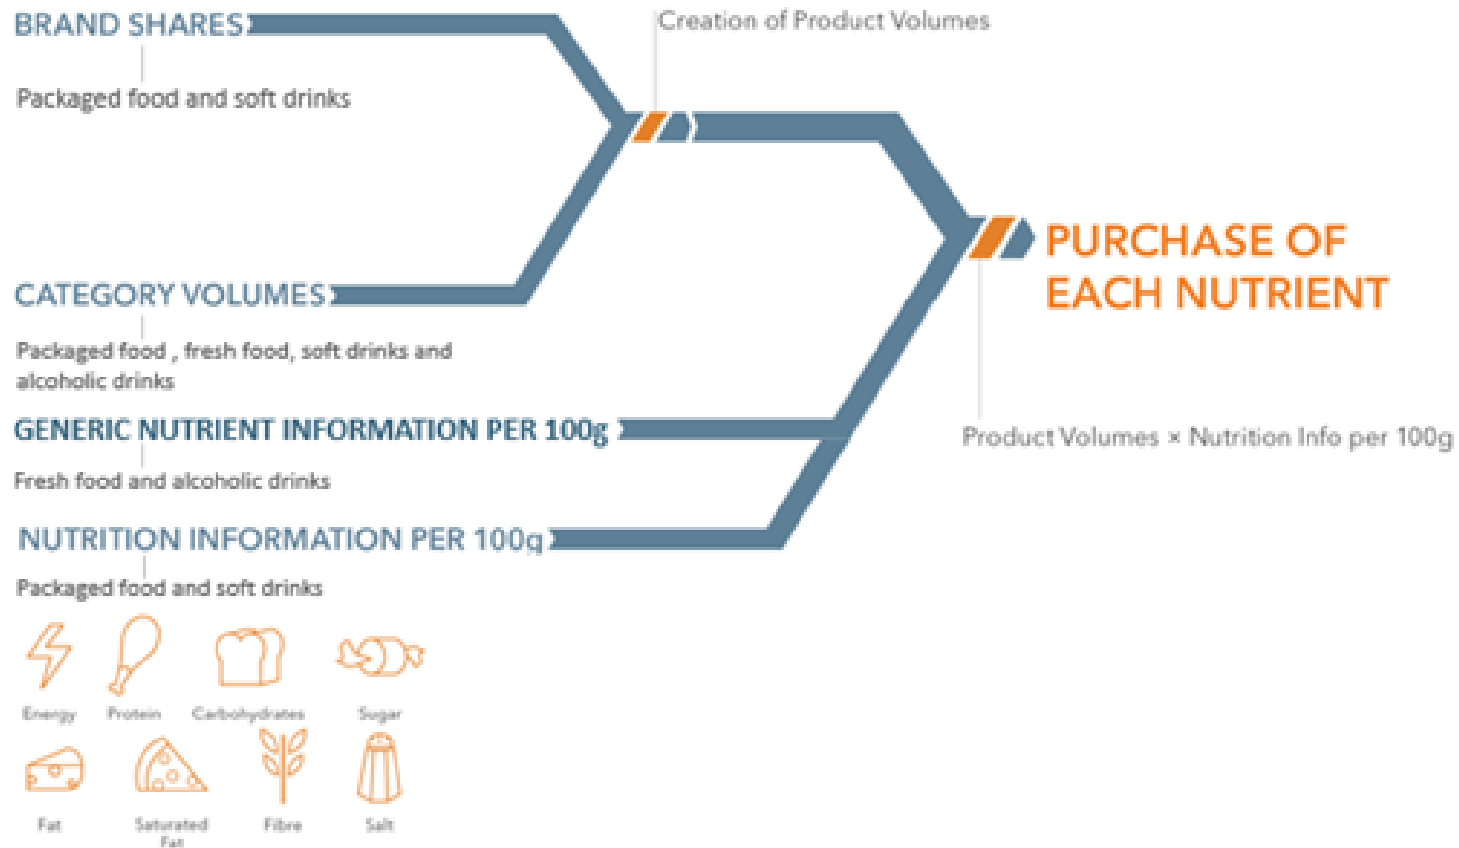 BRAND SHARES
Creation of Product Volumes
Packaged food and soft drinks
PURCHASE OF
EACH NUTRIENT
CATEGORY VOLUMES
Packaged food , fresh food, soft drinks and
alcoholic drinks
GENERIC NUTRIENT INFORMATION PER 100g
Product Volumes × Nutrition Info per 100g
Fresh food and alcoholic drinks
NUTRITION INFORMATION PER 100g
Packaged food and soft drinks
Energy Protein Carbohydrates Sugar
Fat Saturated Fibre Salt
Fat